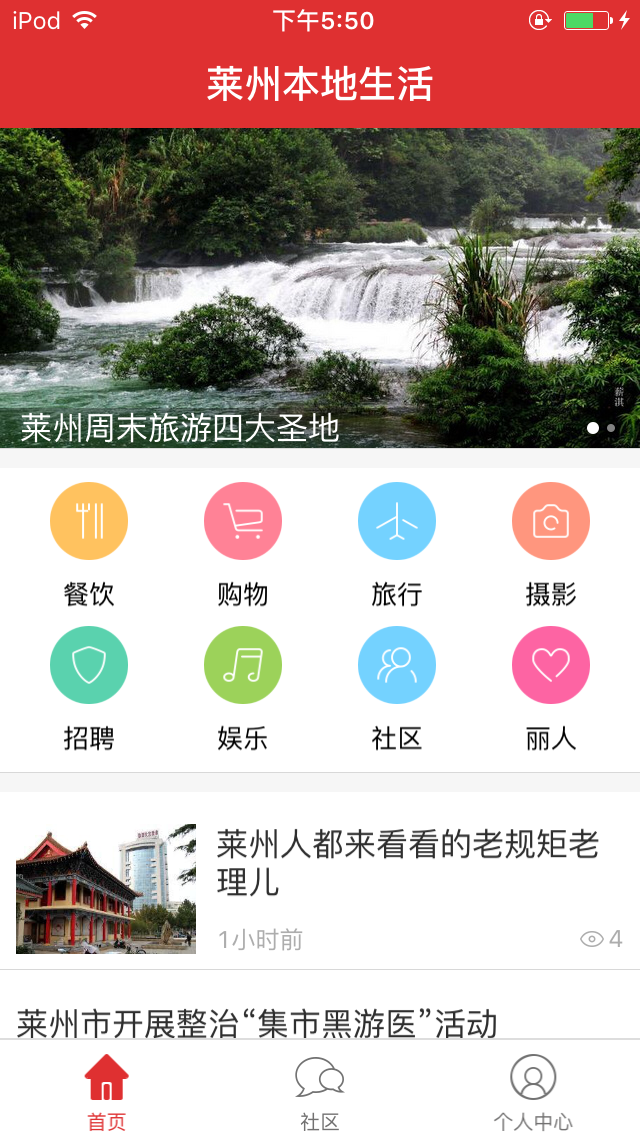 iPod 下午5:50
莱州本地生活
薪淇
莱州周末旅游四大圣地
餐饮 购物 旅行 摄影
招聘 娱乐 社区 丽人
莱州人都来看看的老规矩老
理儿
1小时前 4
莱州市开展整治“集市黑游医”活动
首页 社区 个人中心